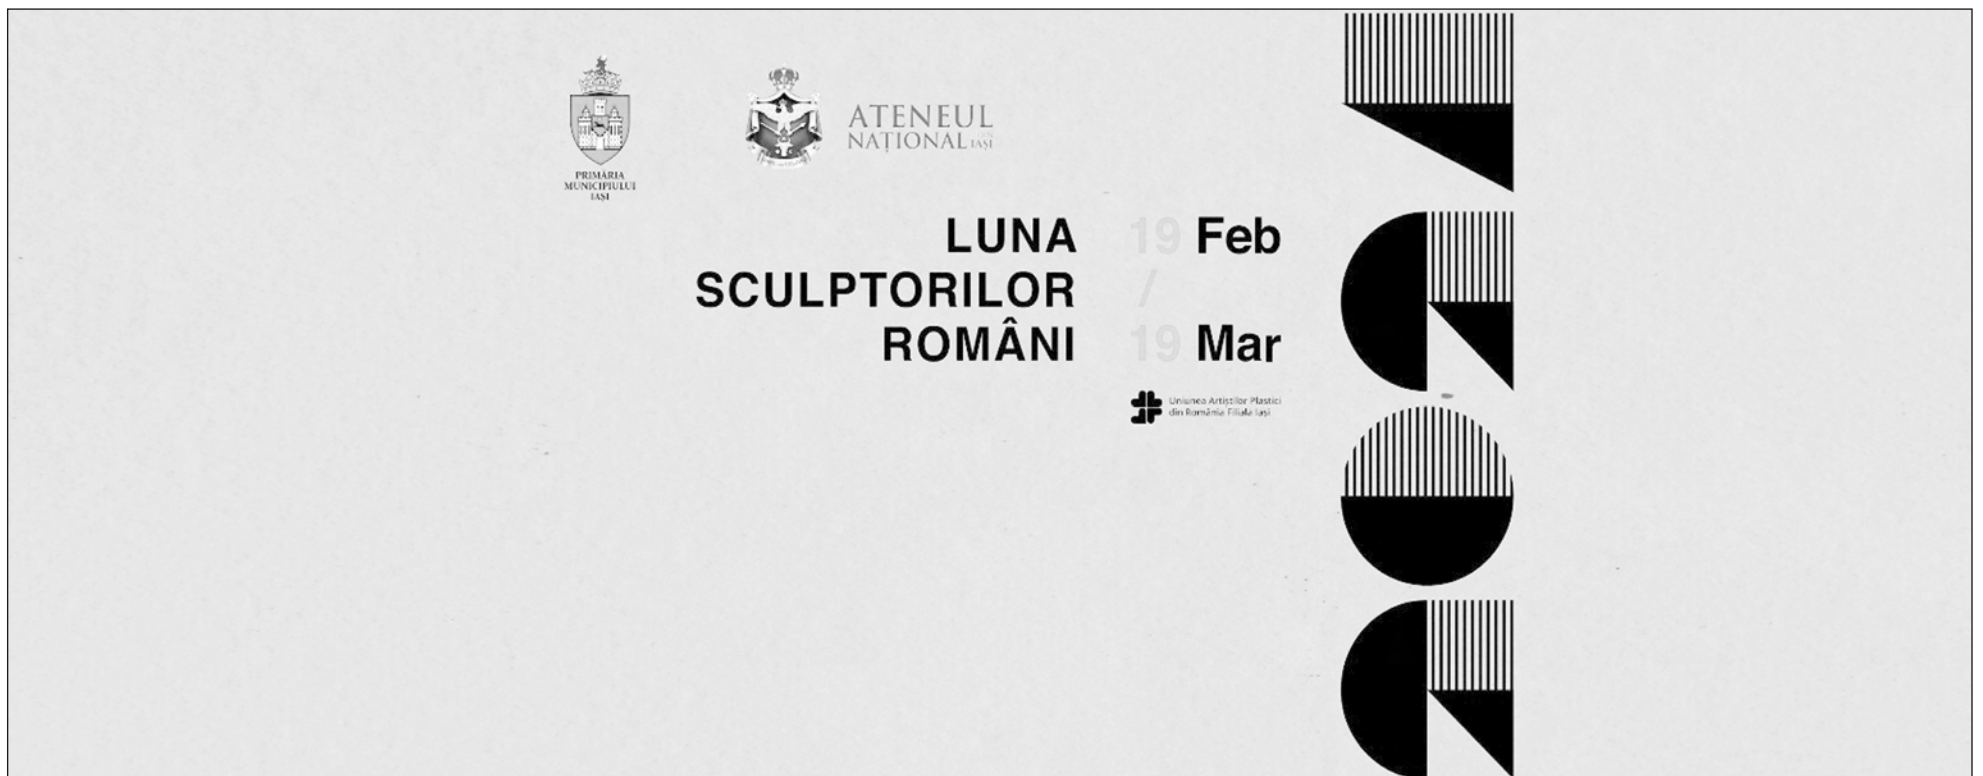 PRIMĂRIA
MUNICIPIULUI
IAȘI
ATENEUL
NAȚIONAL DIN IAȘI
LUNA
SCULPTORILOR
ROMÂNI
19 Feb
/
19 Mar
Uniunea Artiștilor Plastici
din România Filiala Iași